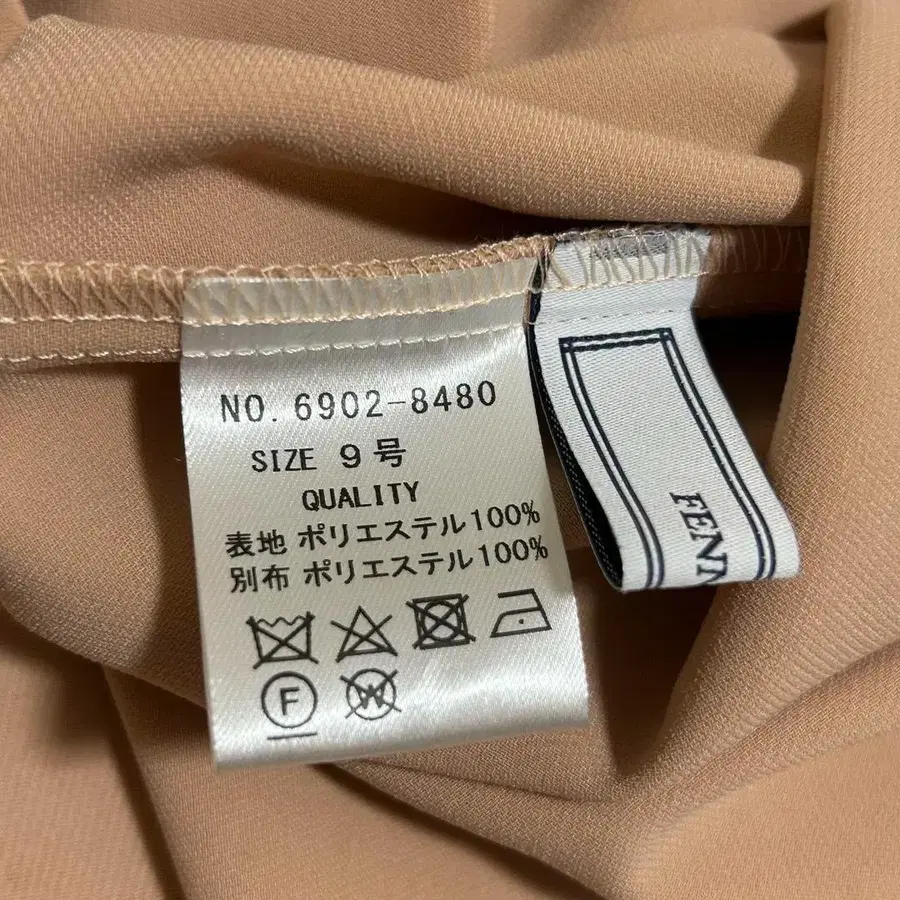 NO. 6902-8480
SIZE 9号
QUALITY
表地 ポリエステル100%
別布 ポリエステル100%
F
W
FENN